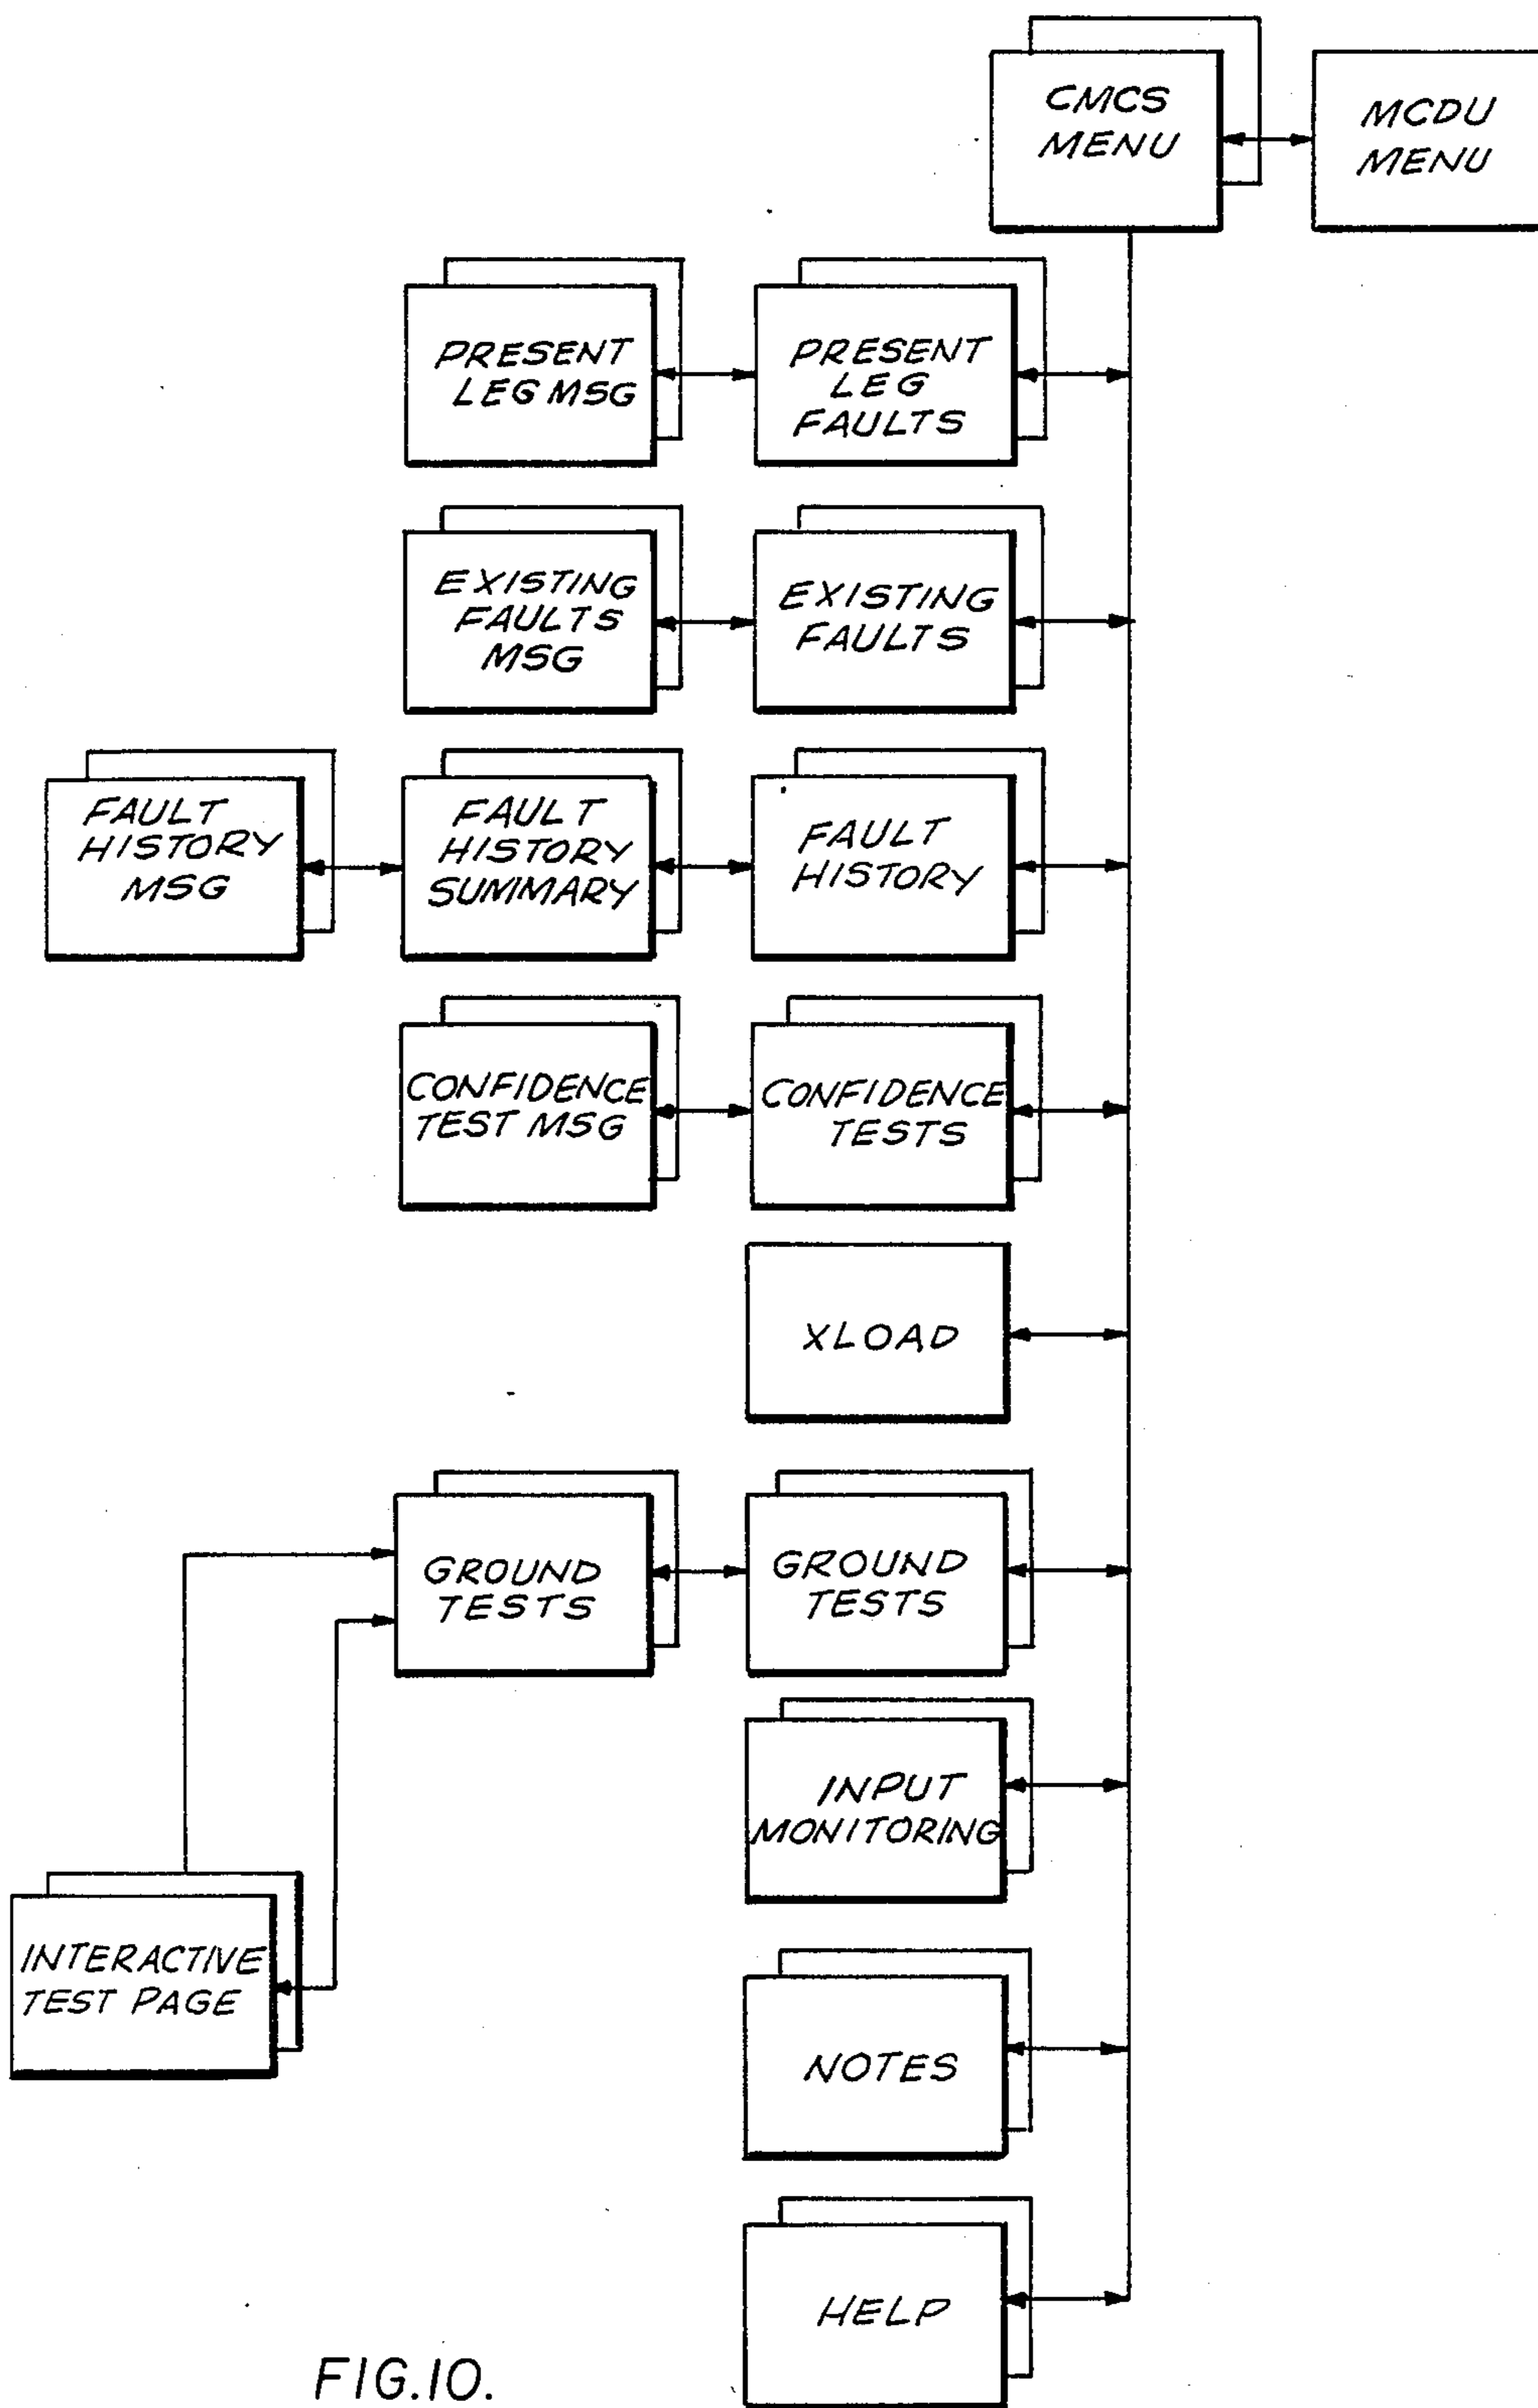 CMCS
MENU
MCDU
MENU
PRESENT
LEG MSG
PRESENT
LEG
FAULTS
EXISTING
FAULTS
MSG
EXISTING
FAULTS
FAULT
HISTORY
MSG
FAULT
HISTORY
SUMMARY
FAULT
HISTORY
CONFIDENCE
TEST MSG
CONFIDENCE
TESTS
XLOAD
GROUND
TESTS
GROUND
TESTS
INPUT
MONITORING
INTERACTIVE
TEST PAGE
NOTES
HELP
FIG.10.